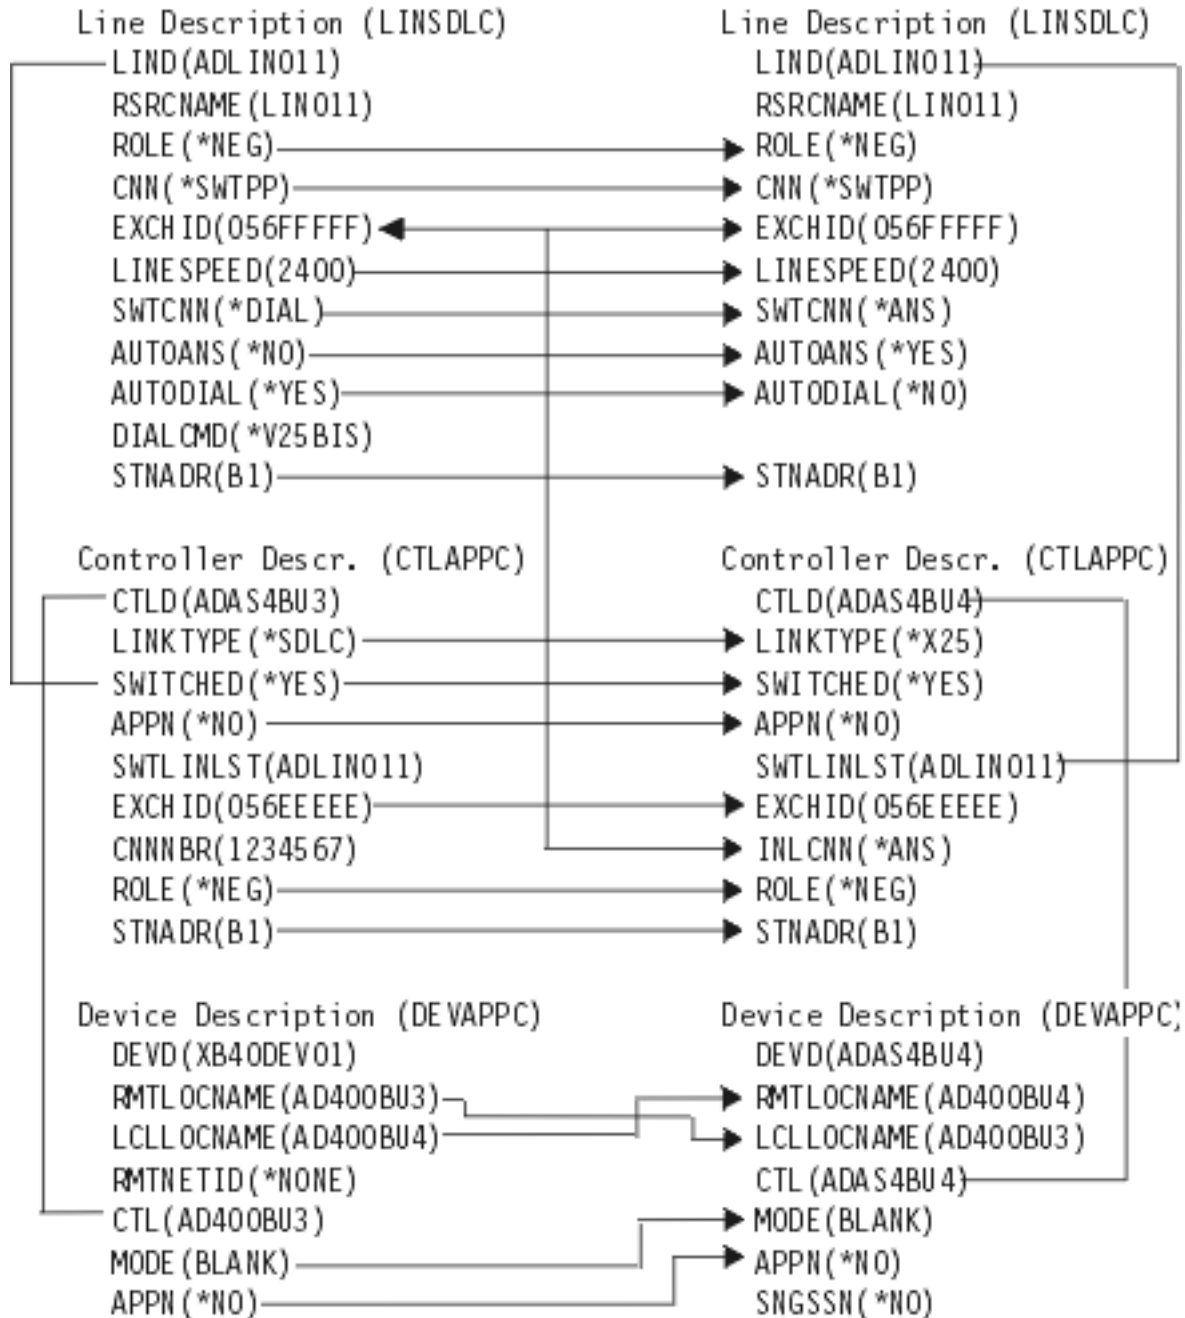 Line Description (LINSDLC)
LIND(ADLIN011)
RSRCNAME(LIN011)
ROLE(*NEG)
CNN(*SWTPP)
EXCHID(056FFFFF)
LINESPEED(2400)
SWTCNN(*DIAL)
AUTOANS(*NO)
AUTODIAL(*YES)
DIALCMD(*V25BIS)
STNADR(B1)
Controller Descr. (CTLAPPC)
CTLD(ADAS4BU3)
LINKTYPE(*SDLC)
SWITCHED(*YES)
APPN(*NO)
SWTLINLST(ADLIN011)
EXCHID(056EEEEE)
CNNNBR(1234567)
ROLE(*NEG)
STNADR(B1)
Device Description (DEVAPPC)
DEVD(XB40DEV01)
RMTLOCNAME(AD400BU3)
LCLLOCNAME(AD400BU4)
RMTNETID(*NONE)
CTL(AD400BU3)
MODE(BLANK)
APPN(*NO)
Line Description (LINSDLC)
LIND(ADLIN011)
RSRCNAME(LIN011)
ROLE(*NEG)
CNN(*SWTPP)
EXCHID(056FFFFF)
LINESPEED(2400)
SWTCNN(*ANS)
AUTOANS(*YES)
AUTODIAL(*NO)
STNADR(B1)
Controller Descr. (CTLAPPC)
CTLD(ADAS4BU4)
LINKTYPE(*X25)
SWITCHED(*YES)
APPN(*NO)
SWTLINLST(ADLIN011)
EXCHID(056EEEEE)
INLCNN(*ANS)
ROLE(*NEG)
STNADR(B1)
Device Description (DEVAPPC)
DEVD(ADAS4BU4)
RMTLOCNAME(AD400BU4)
LCLLOCNAME(AD400BU3)
CTL(ADAS4BU4)
MODE(BLANK)
APPN(*NO)
SNGSSN(*NO)